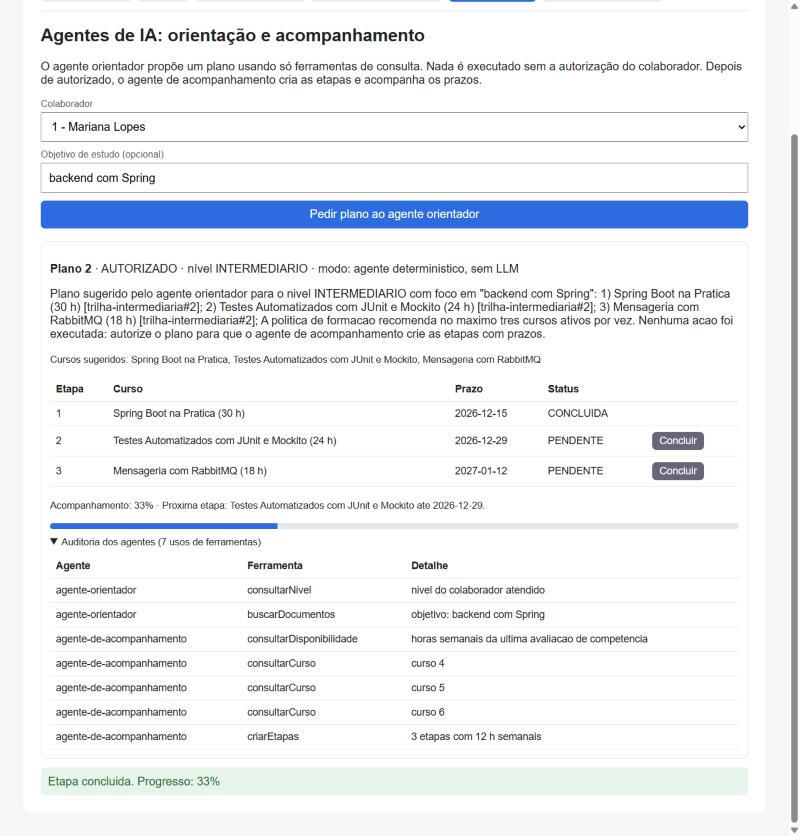 Agentes de IA: orientação e acompanhamento
O agente orientador propõe um plano usando só ferramentas de consulta. Nada é executado sem a autorização do colaborador. Depois
de autorizado, o agente de acompanhamento cria as etapas e acompanha os prazos.
Colaborador
1 - Mariana Lopes
Objetivo de estudo (opcional)
backend com Spring
Pedir plano ao agente orientador
Plano 2 · AUTORIZADO · nível INTERMEDIARIO · modo: agente deterministico, sem LLM
Plano sugerido pelo agente orientador para o nivel INTERMEDIARIO com foco em "backend com Spring": 1) Spring Boot na Pratica
(30 h) [trilha-intermediaria#2]; 2) Testes Automatizados com JUnit e Mockito (24 h) [trilha-intermediaria#2]; 3) Mensageria com
RabbitMQ (18 h) [trilha-intermediaria#2]; A politica de formacao recomenda no maximo tres cursos ativos por vez. Nenhuma acao foi
executada: autorize o plano para que o agente de acompanhamento crie as etapas com prazos.
Cursos sugeridos: Spring Boot na Pratica, Testes Automatizados com JUnit e Mockito, Mensageria com RabbitMQ
Etapa Curso Prazo Status
1 Spring Boot na Pratica (30 h) 2026-12-15 CONCLUIDA
2 Testes Automatizados com JUnit e Mockito (24 h) 2026-12-29 PENDENTE Concluir
3 Mensageria com RabbitMQ (18 h) 2027-01-12 PENDENTE Concluir
Acompanhamento: 33% · Proxima etapa: Testes Automatizados com JUnit e Mockito ate 2026-12-29.
▼ Auditoria dos agentes (7 usos de ferramentas)
Agente Ferramenta Detalhe
agente-orientador consultarNivel nivel do colaborador atendido
agente-orientador buscarDocumentos objetivo: backend com Spring
agente-de-acompanhamento consultarDisponibilidade horas semanais da ultima avaliacao de competencia
agente-de-acompanhamento consultarCurso curso 4
agente-de-acompanhamento consultarCurso curso 5
agente-de-acompanhamento consultarCurso curso 6
agente-de-acompanhamento criarEtapas 3 etapas com 12 h semanais
Etapa concluida. Progresso: 33%